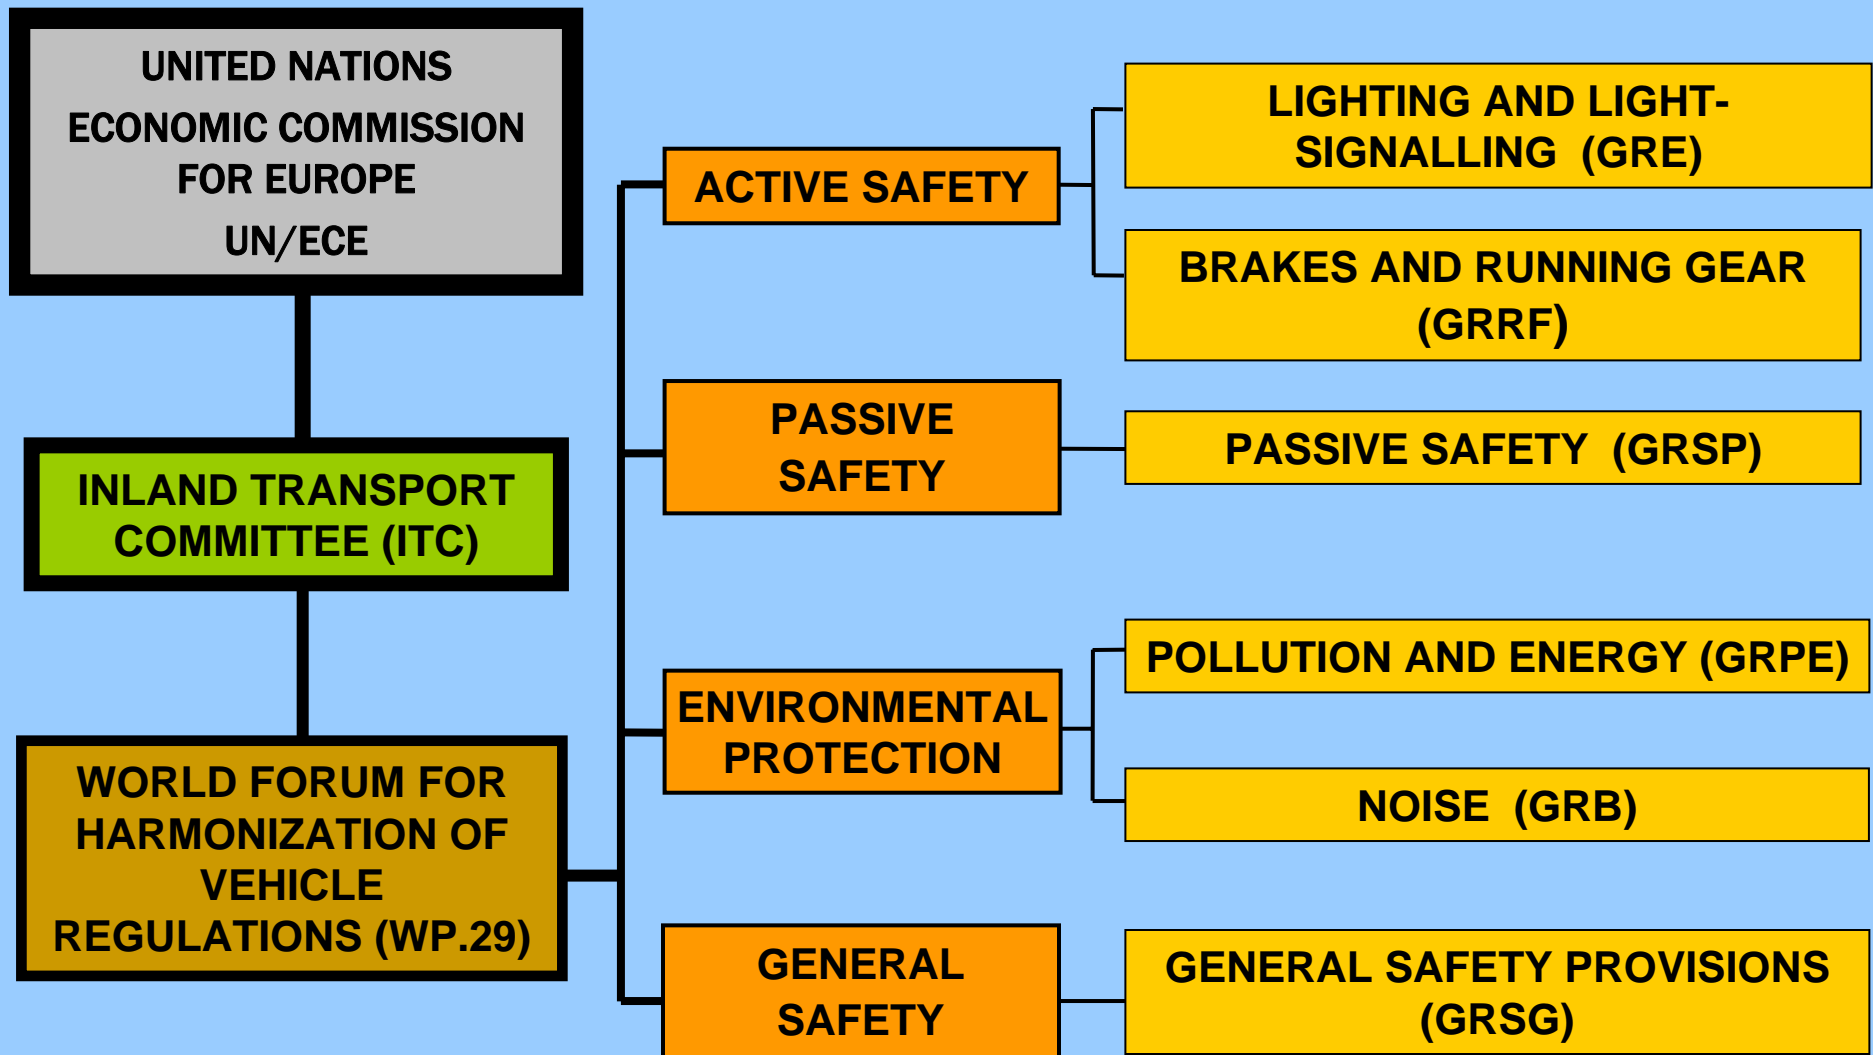 UNITED NATIONS
ECONOMIC COMMISSION
FOR EUROPE
UN/ECE
INLAND TRANSPORT
COMMITTEE (ITC)
WORLD FORUM FOR
HARMONIZATION OF
VEHICLE
REGULATIONS (WP.29)
ACTIVE SAFETY
LIGHTING AND LIGHT-
SIGNALLING (GRE)
BRAKES AND RUNNING GEAR
(GRRF)
PASSIVE
SAFETY
PASSIVE SAFETY (GRSP)
ENVIRONMENTAL
PROTECTION
POLLUTION AND ENERGY (GRPE)
NOISE (GRB)
GENERAL
SAFETY
GENERAL SAFETY PROVISIONS
(GRSG)